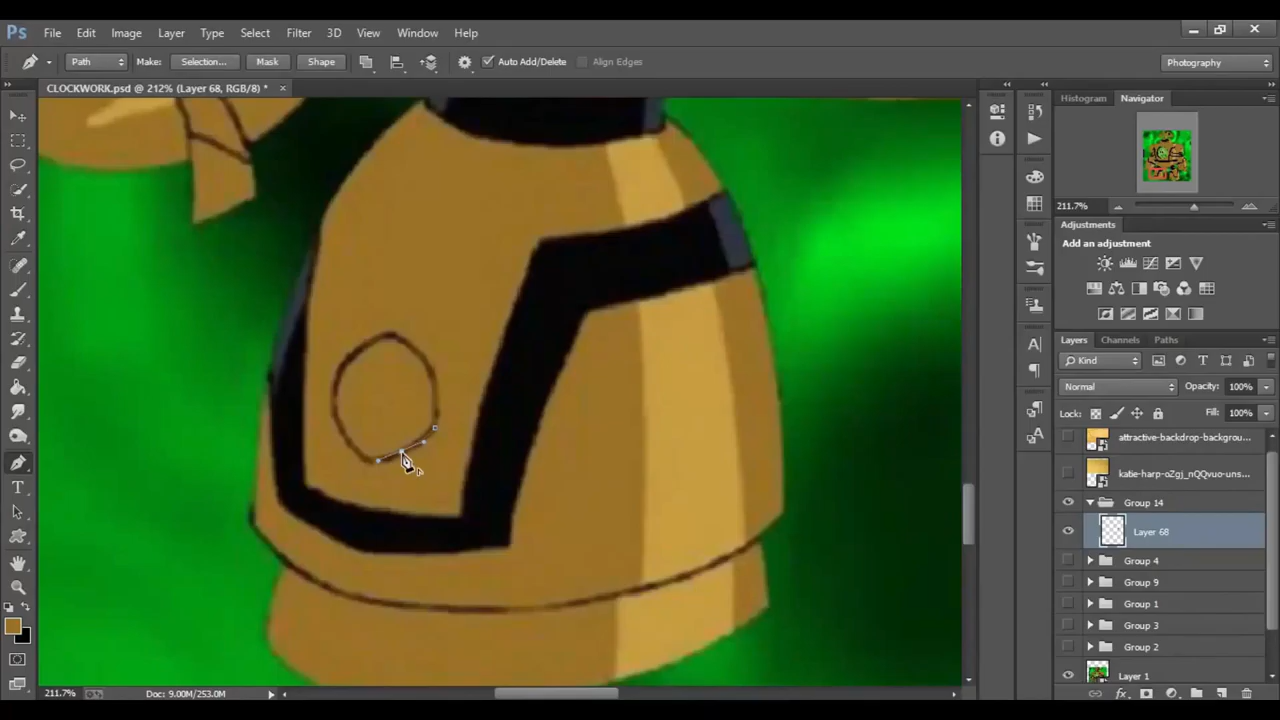 Ps File Edit Image Layer Type Select Filter 3D View Window Help
Path Make: Selection... Mask Shape Auto Add/Delete Align Edges Photography
CLOCKWORK.psd @ 212% (Layer 68, RGB/8) *
Histogram Navigator
211.7%
Adjustments
Add an adjustment
Layers Channels Paths
Kind
Normal Opacity: 100%
Lock: Fill: 100%
attractive-backdrop-backgrou...
katie-harp-oZgj_nQQvuo-uns...
Group 14
Layer 68
Group 4
Group 9
Group 1
Group 3
Group 2
Layer 1
211.7% Doc: 9.00M/253.0M